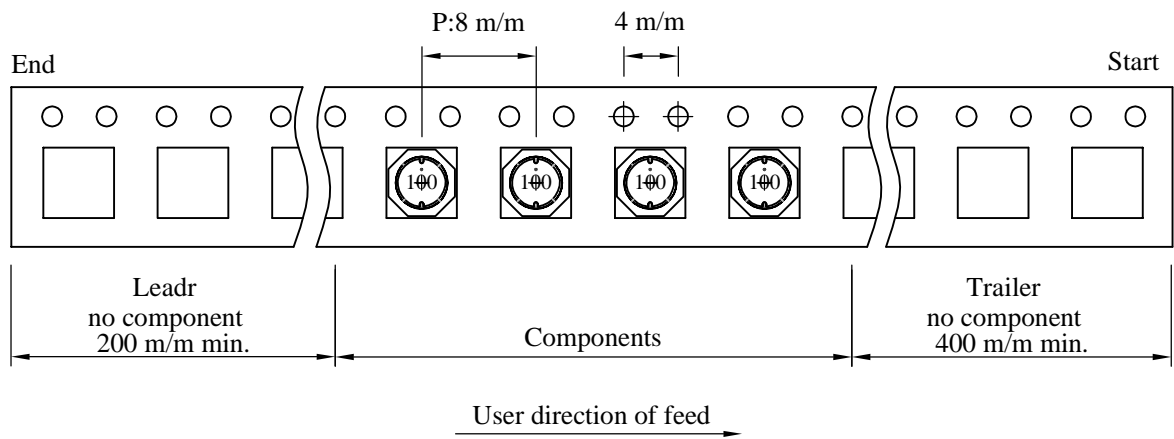 P:8 m/m
4 m/m
End
Start
100 100 100 100
Leadr
no component
200 m/m min.
Components
Trailer
no component
400 m/m min.
User direction of feed